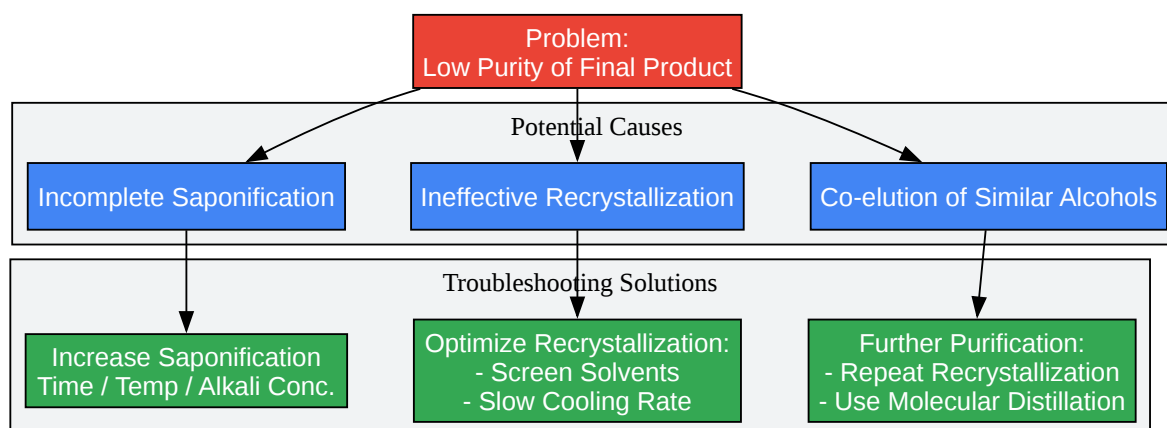 Problem:
Low Purity of Final Product
Potential Causes
Incomplete Saponification
Ineffective Recrystallization
Co-elution of Similar Alcohols
Troubleshooting Solutions
Increase Saponification
Time / Temp / Alkali Conc.
Optimize Recrystallization:
- Screen Solvents
- Slow Cooling Rate
Further Purification:
- Repeat Recrystallization
- Use Molecular Distillation